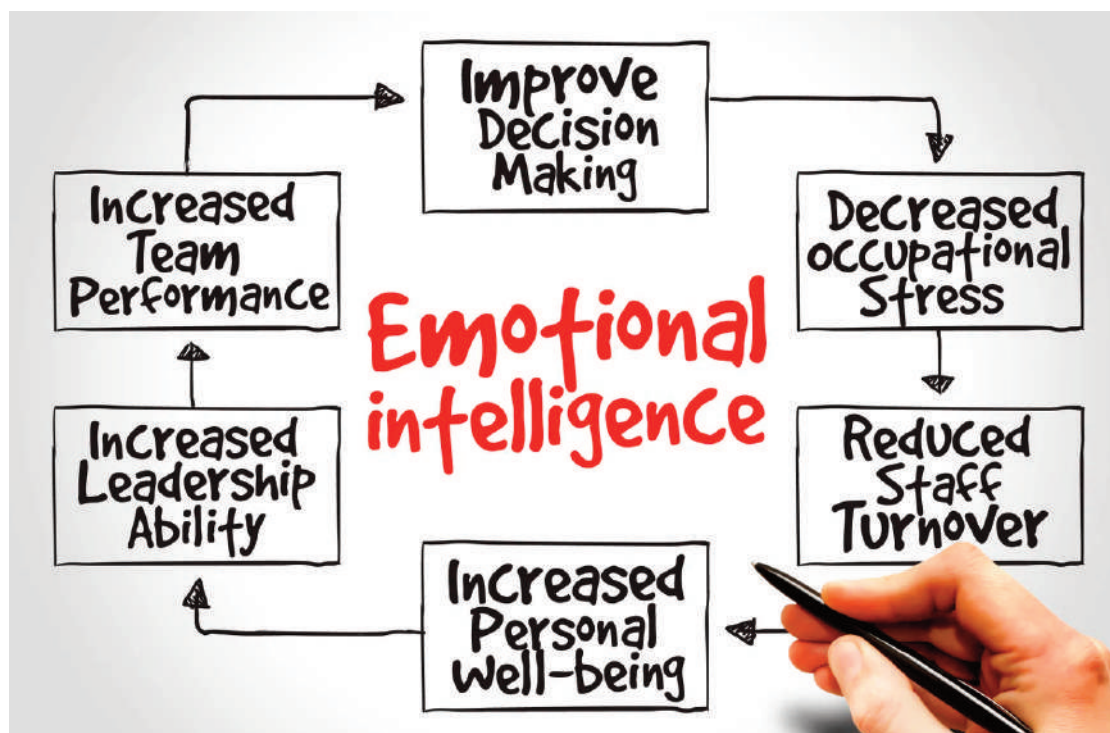 Improve
Decision
Making
Decreased
Occupational
Stress
Reduced
Staff
Turnover
Increased
Personal
Well-being
Increased
Leadership
Ability
Increased
Team
Performance
Emotional
intelligence